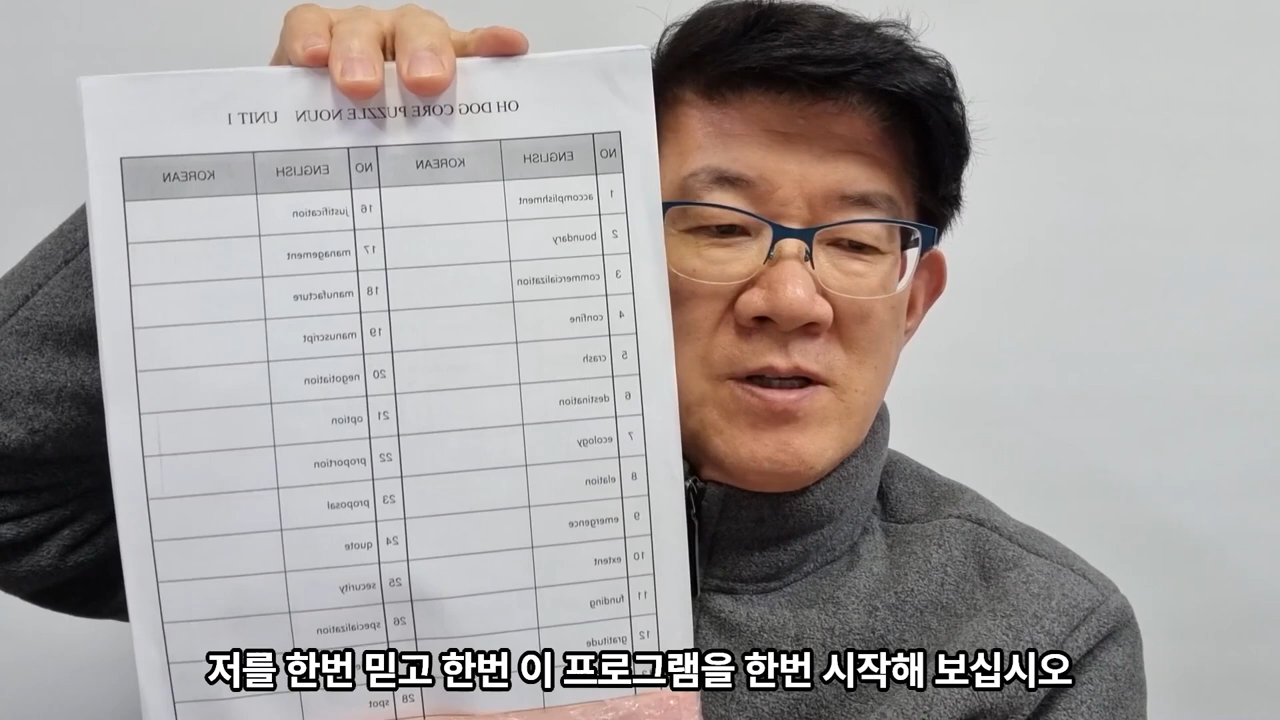 OH DOG CORE PUZZLE NOUN UNIT 1
NO ENGLISH KOREAN NO ENGLISH KOREAN
1 accomplishment 16 justification
2 boundary 17 management
3 commercialization 18 manufacture
4 confine 19 manuscript
5 crash 20 negotiation
6 destination 21 option
7 ecology 22 proportion
8 elation 23 proposal
9 emergence 24 quote
10 extent 25 security
11 funding 26 specialization
12 gratitude
28 spot
저를 한번 믿고 한번 이 프로그램을 한번 시작해 보십시오